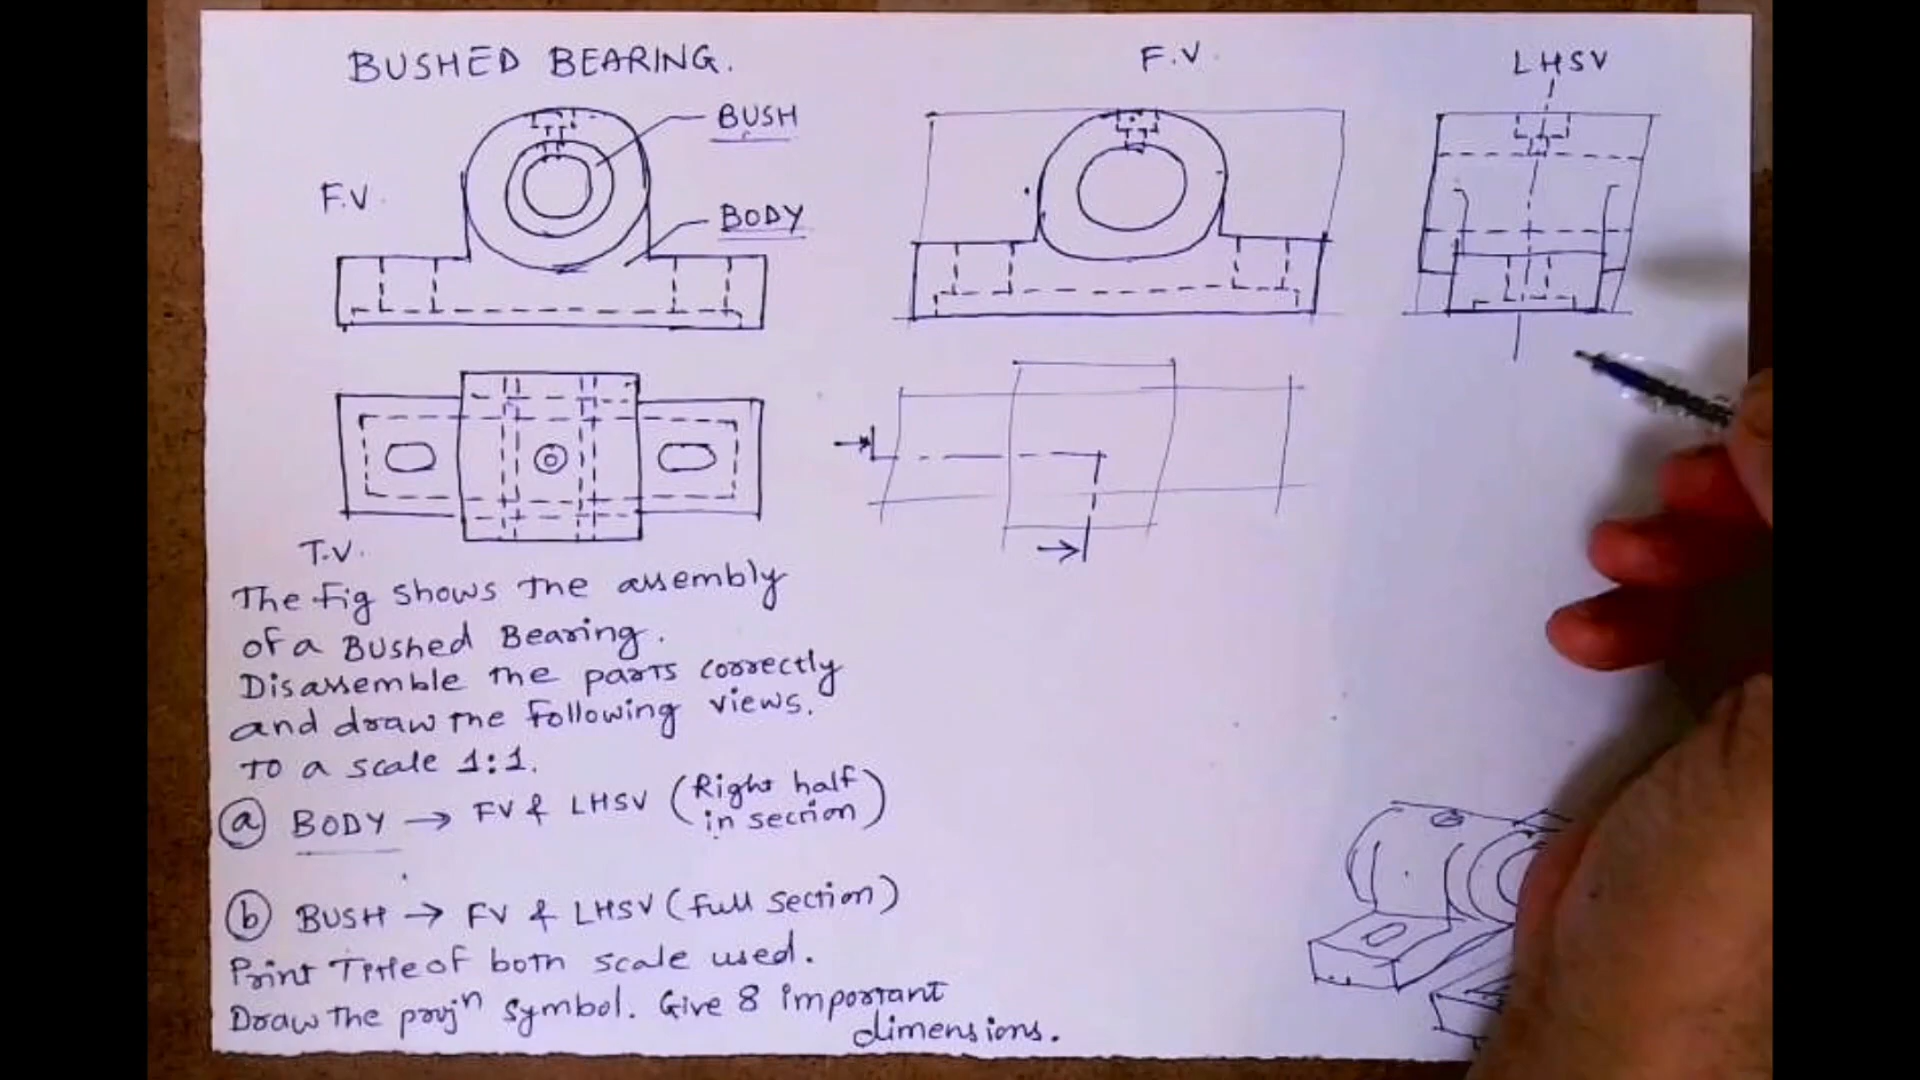 BUSHED BEARING.
F.V.
LHSV
BUSH
F.V.
BODY
T.V.
The Fig shows the assembly
of a Bushed Bearing.
Disassemble the parts correctly
and draw the following views.
To a scale 1:1.
(a) BODY → FV & LHSV (Right half
in section)
(b) BUSH → FV & LHSV (Full section)
Print Title of both scale used.
Draw the projn symbol. Give 8 important
dimensions.